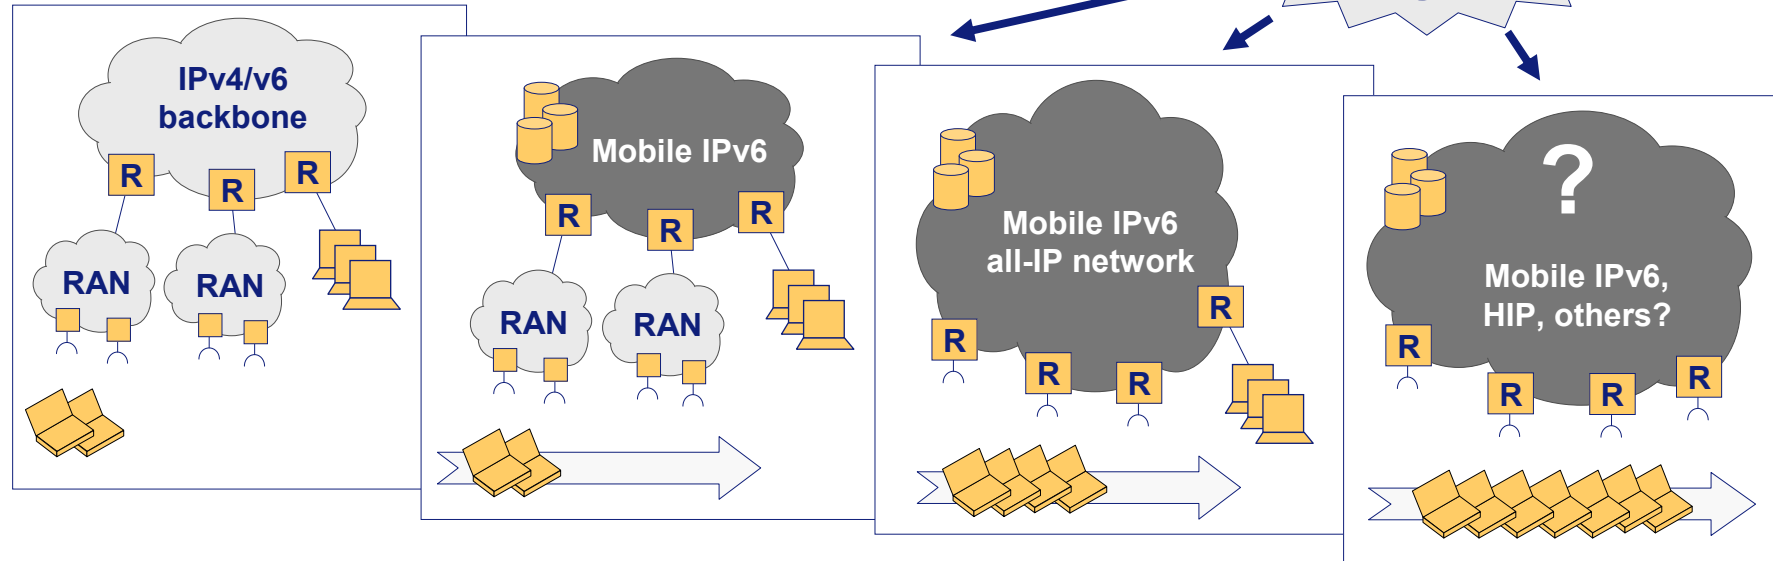 IPv4/v6
backbone
R
R
R
RAN
RAN
Mobile IPv6
R
R
R
RAN
RAN
Mobile IPv6
all-IP network
R
R
R
R
?
Mobile IPv6,
HIP, others?
R
R
R
R